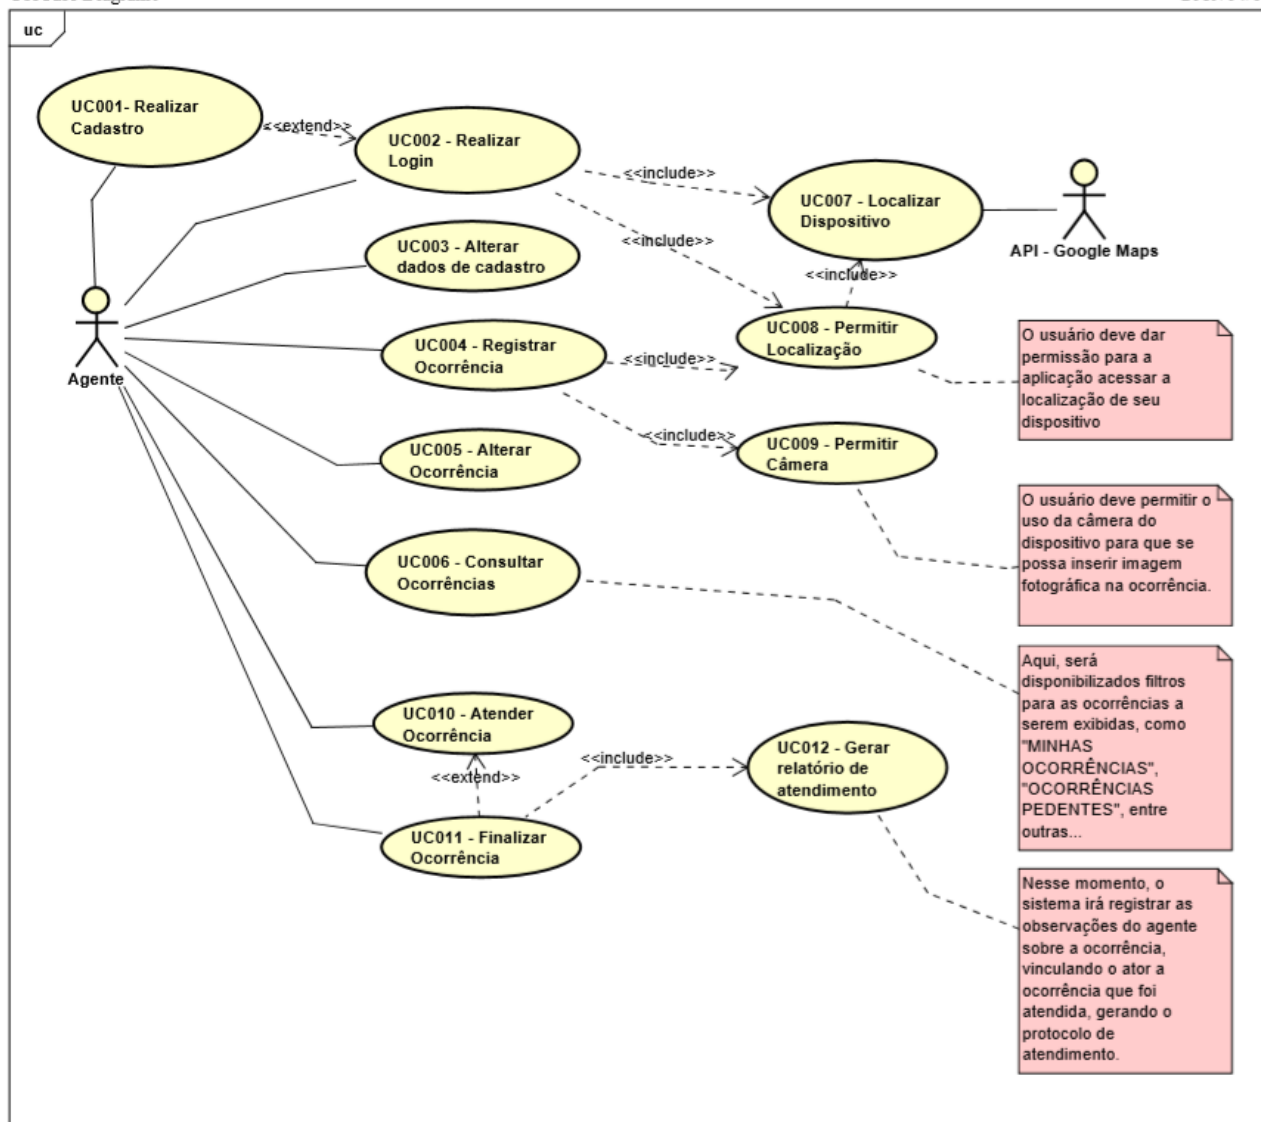 uc
UC001- Realizar
Cadastro
<<extend>>
UC002 - Realizar
Login
<<include>>
UC007 - Localizar
Dispositivo
API - Google Maps
<<include>>
UC003 - Alterar
dados de cadastro
<<include>>
Agente
UC004 - Registrar
Ocorrência
<<include>>
UC008 - Permitir
Localização
O usuário deve dar
permissão para a
aplicação acessar a
localização de seu
dispositivo
<<include>>
UC005 - Alterar
Ocorrência
UC009 - Permitir
Câmera
O usuário deve permitir o
uso da câmera do
dispositivo para que se
possa inserir imagem
fotográfica na ocorrência.
UC006 - Consultar
Ocorrências
Aqui, será
disponibilizados filtros
para as ocorrências a
serem exibidas, como
"MINHAS
OCORRÊNCIAS",
"OCORRÊNCIAS
PEDENTES", entre
outras...
UC010 - Atender
Ocorrência
<<extend>>
<<include>>
UC012 - Gerar
relatório de
atendimento
UC011 - Finalizar
Ocorrência
Nesse momento, o
sistema irá registrar as
observações do agente
sobre a ocorrência,
vinculando o ator a
ocorrência que foi
atendida, gerando o
protocolo de
atendimento.